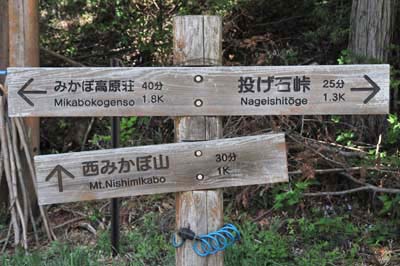 ← みかぼ高原荘 40分 投げ石峠 25分 →
Mikabokogenso 1.8K Nageishitōge 1.3K
↑ 西みかぼ山 30分
Mt.Nishimikabo 1K